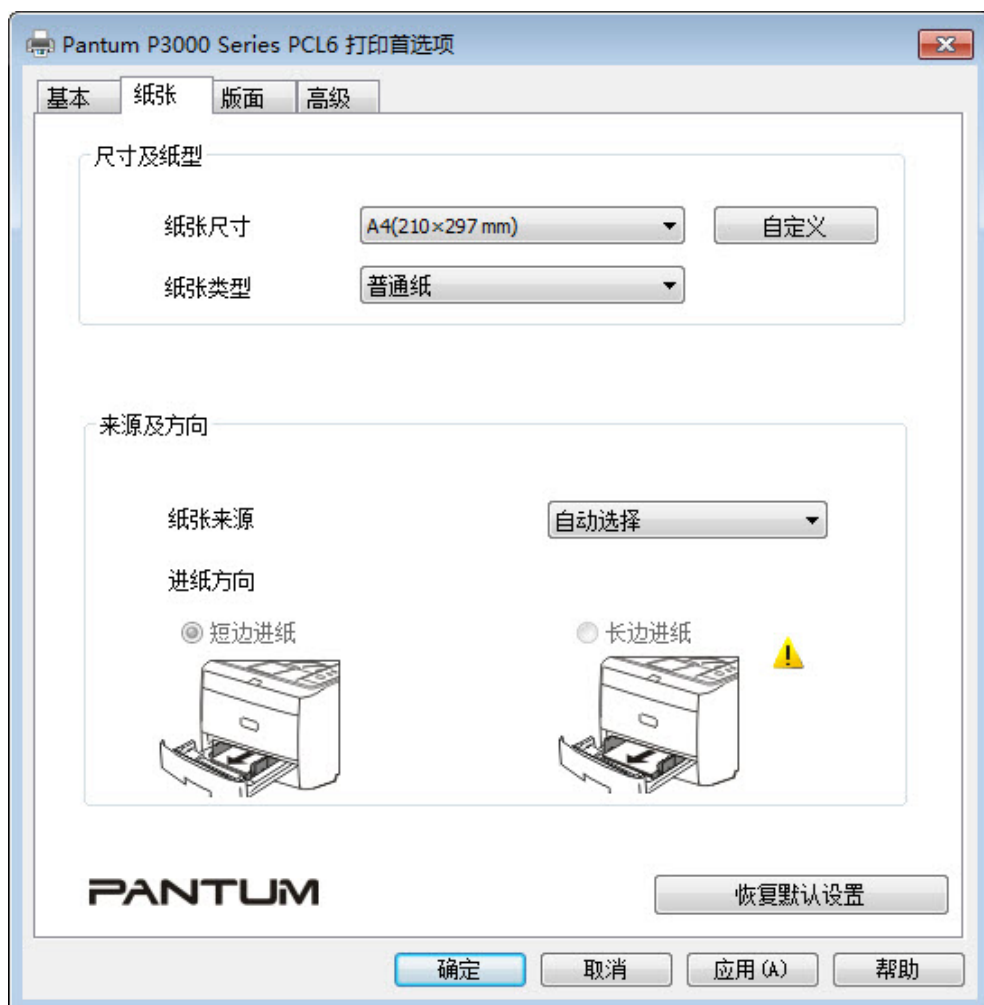 Pantum P3000 Series PCL6 打印首选项
基本 纸张 版面 高级
尺寸及纸型
纸张尺寸 A4(210×297 mm) 自定义
纸张类型 普通纸
来源及方向
纸张来源 自动选择
进纸方向
短边进纸 长边进纸
PANTUM 恢复默认设置
确定 取消 应用(A) 帮助